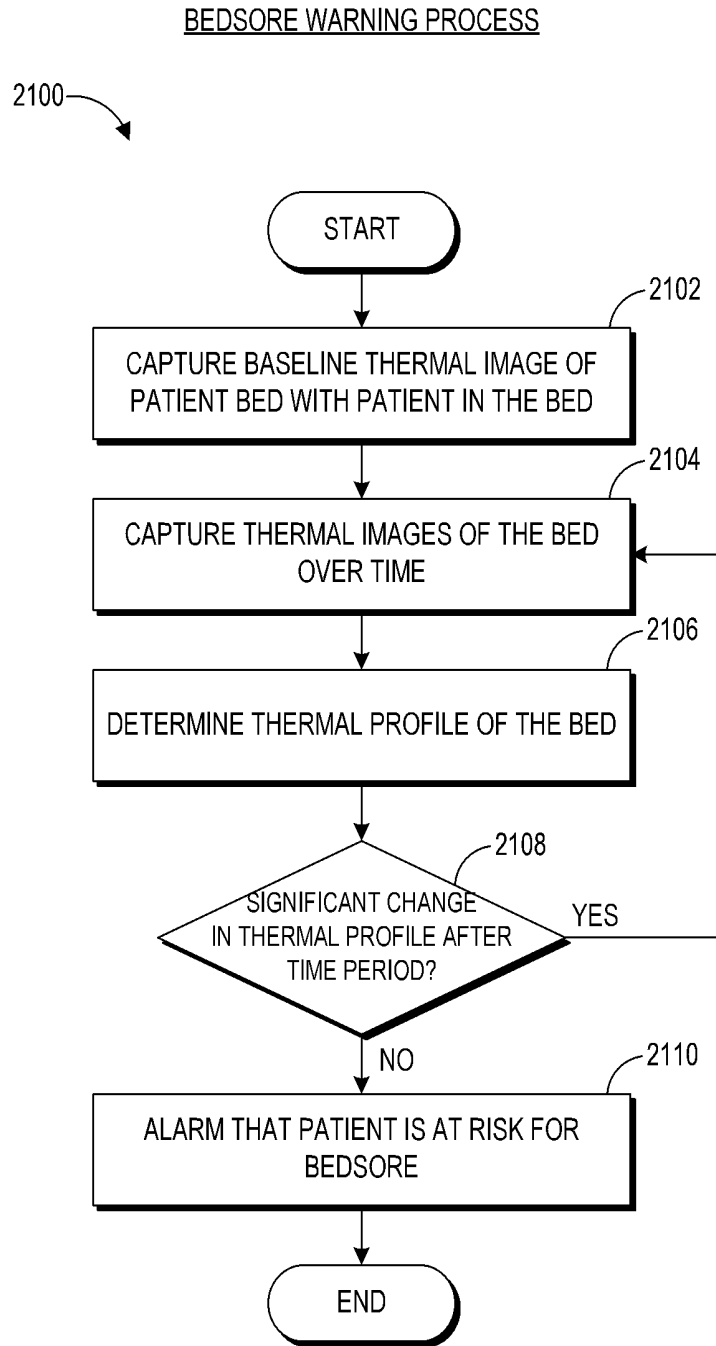 BEDSORE WARNING PROCESS
2100
START
2102
CAPTURE BASELINE THERMAL IMAGE OF
PATIENT BED WITH PATIENT IN THE BED
2104
CAPTURE THERMAL IMAGES OF THE BED
OVER TIME
2106
DETERMINE THERMAL PROFILE OF THE BED
2108
SIGNIFICANT CHANGE
IN THERMAL PROFILE AFTER
TIME PERIOD?
YES
NO
2110
ALARM THAT PATIENT IS AT RISK FOR
BEDSORE
END